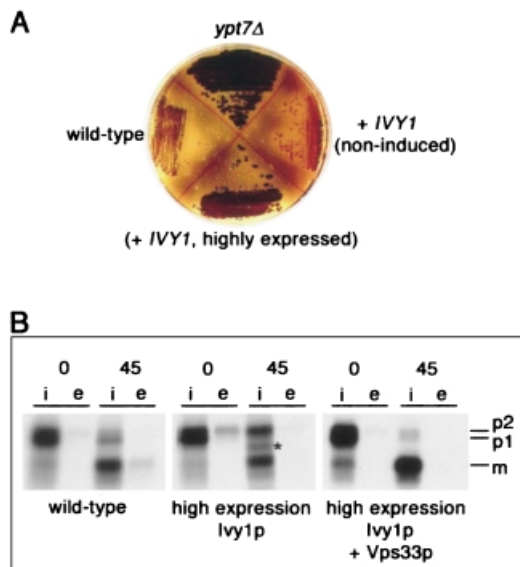 A
ypt7Δ
wild-type
+ IVY1
(non-induced)
(+ IVY1, highly expressed)
B
0 45 0 45 0 45
i e i e i e i e i e i e
p2
p1
*
m
wild-type
high expression
Ivy1p
high expression
Ivy1p
+ Vps33p